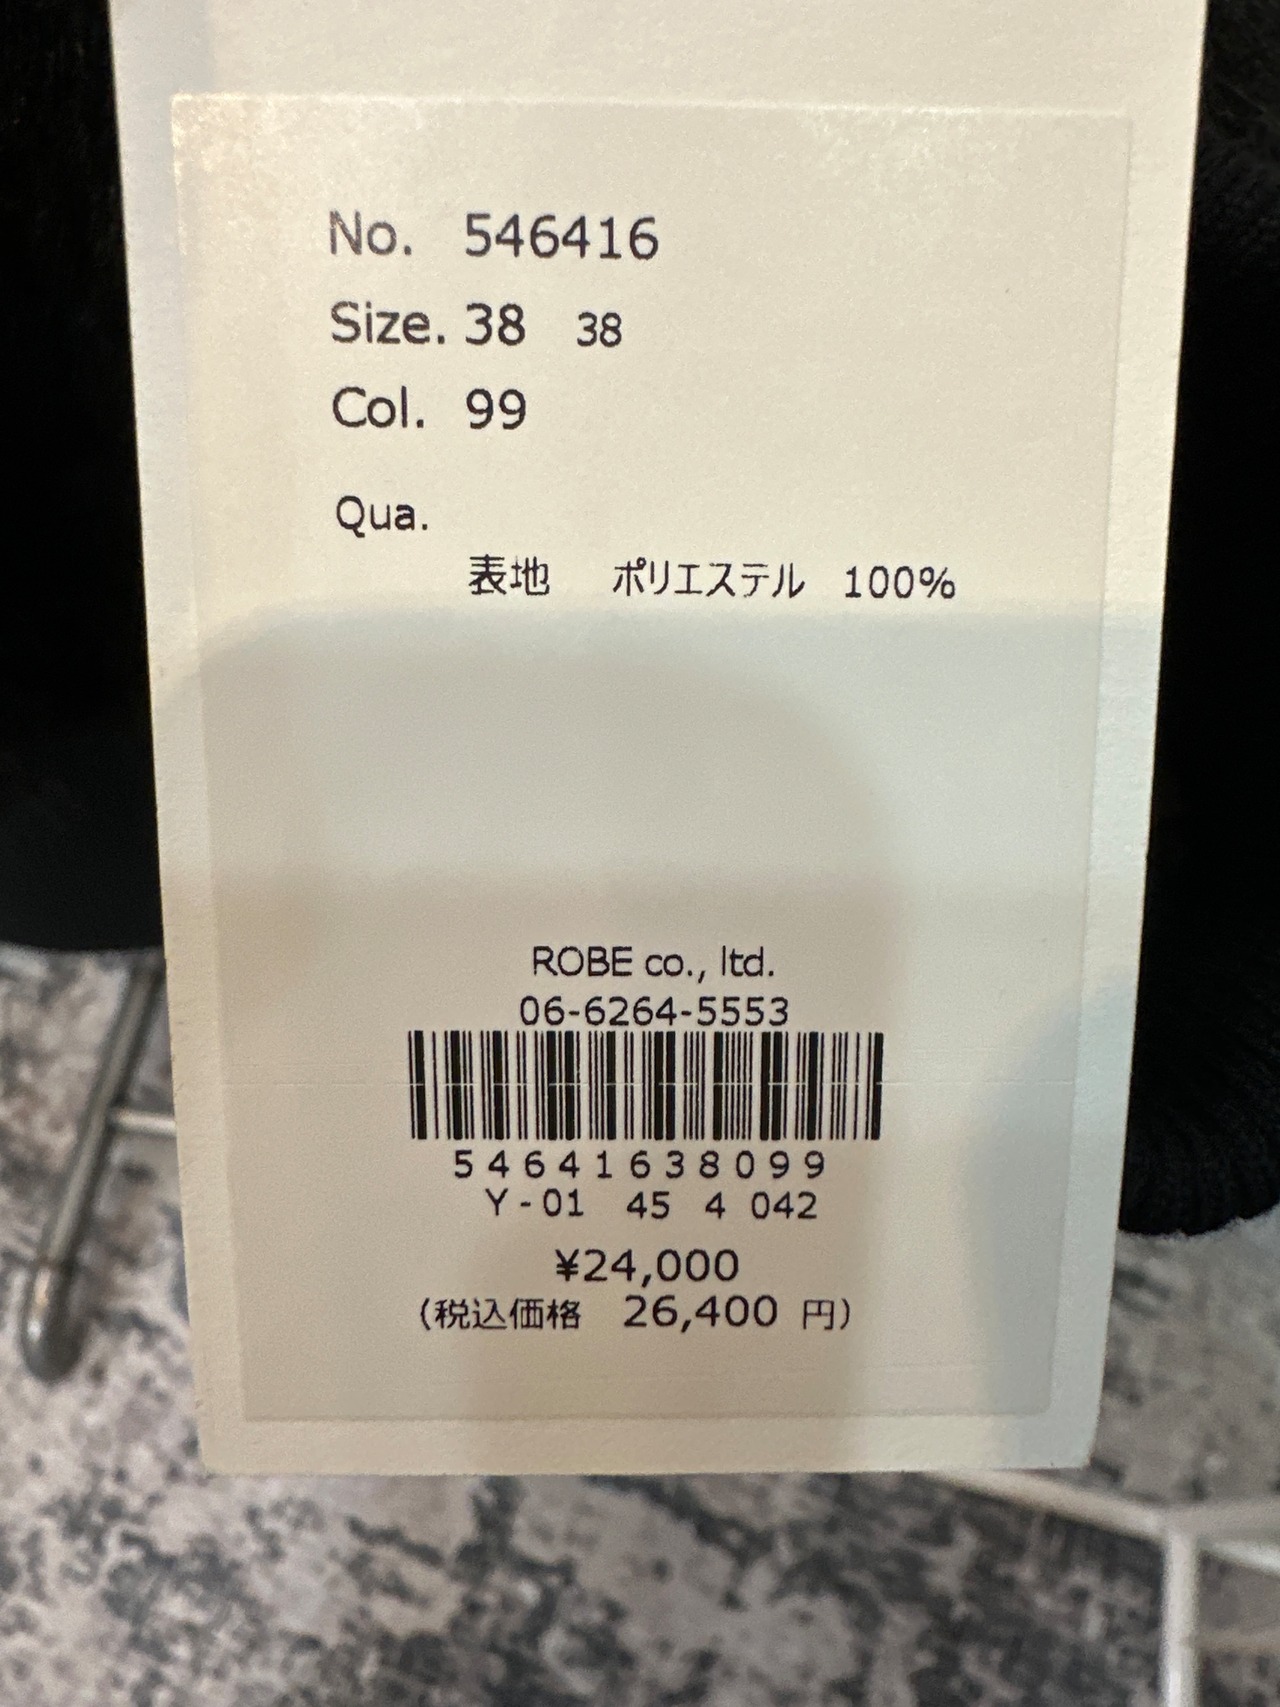 No. 546416
Size. 38 38
Col. 99
Qua.
表地 ポリエステル 100%
ROBE co., ltd.
06-6264-5553
54641638099
Y-01 45 4 042
¥24,000
(税込価格 26,400 円)